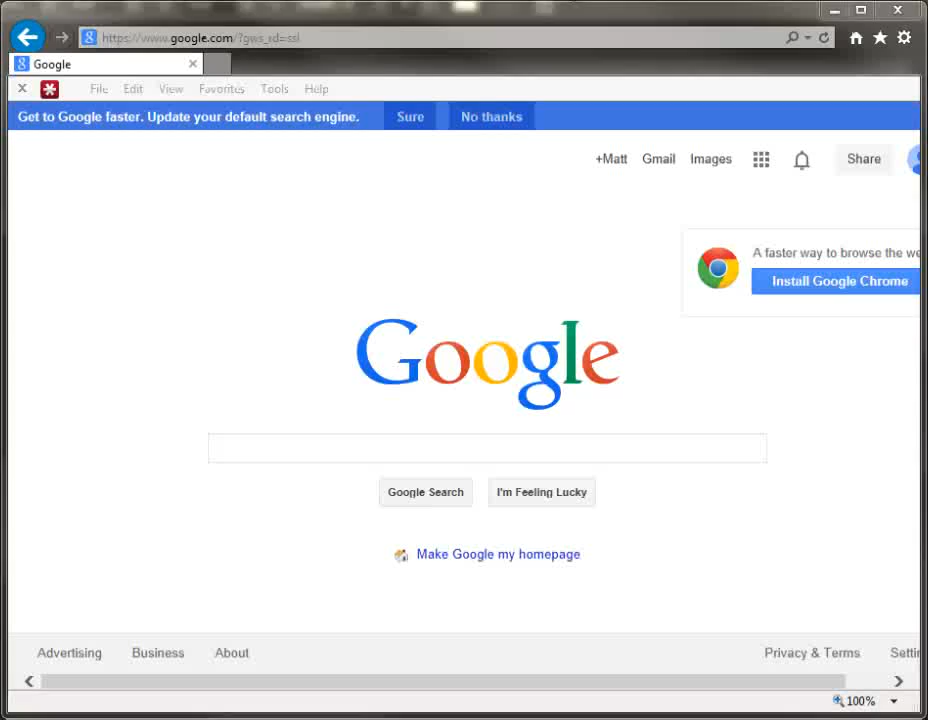 https://www.google.com/?gws_rd=ssl
Google
File Edit View Favorites Tools Help
Get to Google faster. Update your default search engine. Sure No thanks
+Matt Gmail Images Share
A faster way to browse the we
Install Google Chrome
Google
Google Search I'm Feeling Lucky
Make Google my homepage
Advertising Business About Privacy & Terms Settin
100%